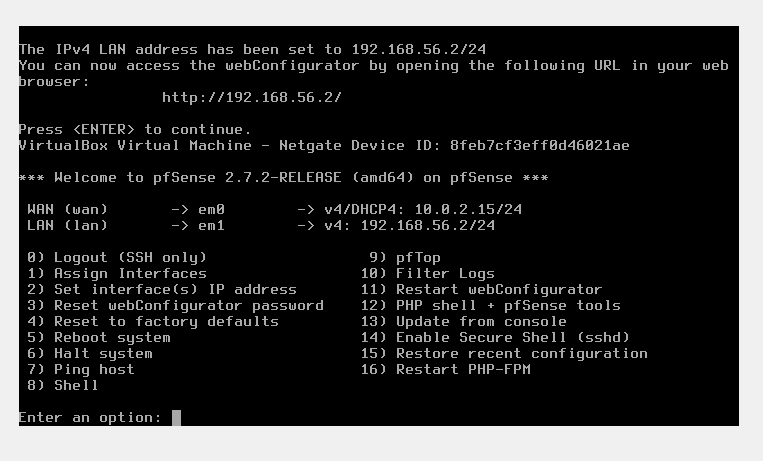 The IPv4 LAN address has been set to 192.168.56.2/24
You can now access the webConfigurator by opening the following URL in your web
browser:
http://192.168.56.2/
Press <ENTER> to continue.
VirtualBox Virtual Machine - Netgate Device ID: 8feb7cf3eff0d46021ae
*** Welcome to pfSense 2.7.2-RELEASE (amd64) on pfSense ***
WAN (wan) -> em0 -> v4/DHCP4: 10.0.2.15/24
LAN (lan) -> em1 -> v4: 192.168.56.2/24
0) Logout (SSH only) 9) pfTop
1) Assign Interfaces 10) Filter Logs
2) Set interface(s) IP address 11) Restart webConfigurator
3) Reset webConfigurator password 12) PHP shell + pfSense tools
4) Reset to factory defaults 13) Update from console
5) Reboot system 14) Enable Secure Shell (sshd)
6) Halt system 15) Restore recent configuration
7) Ping host 16) Restart PHP-FPM
8) Shell
Enter an option: